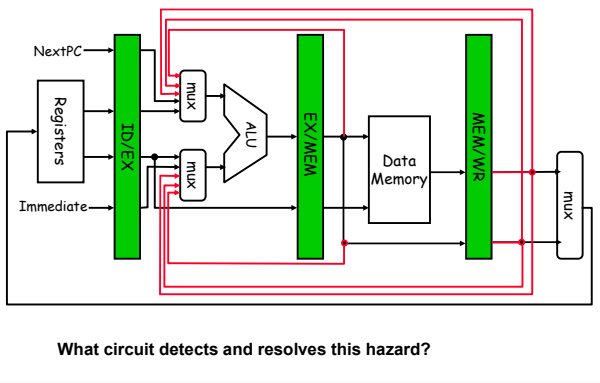 NextPC
Registers
Immediate
ID/EX
mux
mux
ALU
EX/MEM
Data
Memory
MEM/WR
mux
What circuit detects and resolves this hazard?